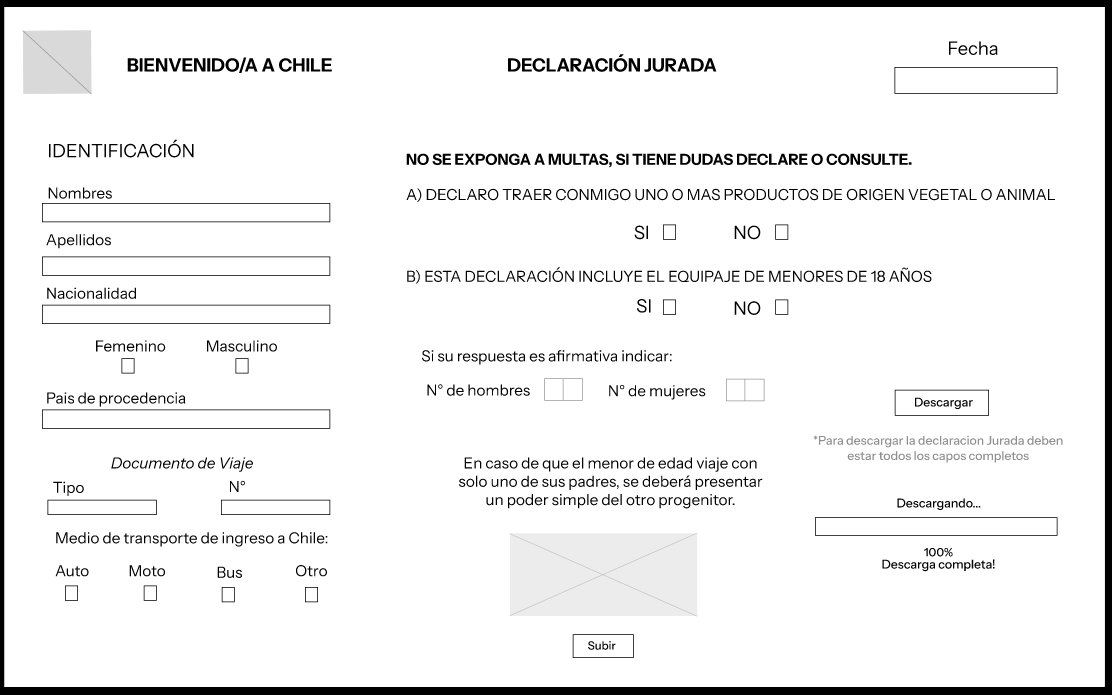 BIENVENIDO/A A CHILE
DECLARACIÓN JURADA
Fecha
IDENTIFICACIÓN
Nombres
Apellidos
Nacionalidad
Femenino Masculino
Pais de procedencia
Documento de Viaje
Tipo N°
Medio de transporte de ingreso a Chile:
Auto Moto Bus Otro
NO SE EXPONGA A MULTAS, SI TIENE DUDAS DECLARE O CONSULTE.
A) DECLARO TRAER CONMIGO UNO O MAS PRODUCTOS DE ORIGEN VEGETAL O ANIMAL
SI NO
B) ESTA DECLARACIÓN INCLUYE EL EQUIPAJE DE MENORES DE 18 AÑOS
SI NO
Si su respuesta es afirmativa indicar:
N° de hombres N° de mujeres
En caso de que el menor de edad viaje con
solo uno de sus padres, se deberá presentar
un poder simple del otro progenitor.
Subir
Descargar
*Para descargar la declaracion Jurada deben
estar todos los capos completos
Descargando...
100%
Descarga completa!